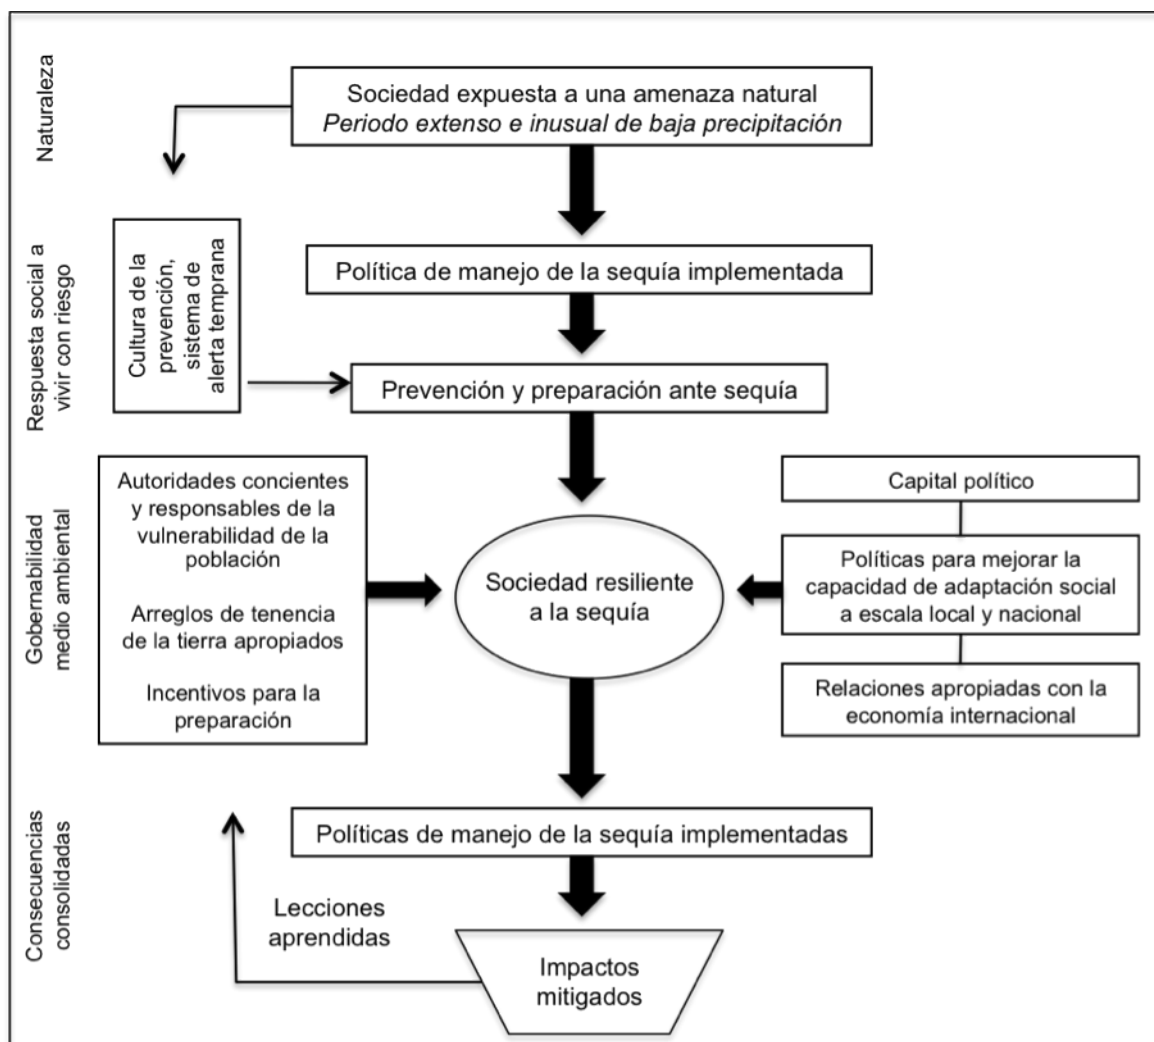 Naturaleza
Sociedad expuesta a una amenaza natural
Periodo extenso e inusual de baja precipitación
Respuesta social a
vivir con riesgo
Cultura de la
prevención,
sistema de
alerta temprana
Política de manejo de la sequía implementada
Prevención y preparación ante sequía
Gobernabilidad
medio ambiental
Autoridades concientes
y responsables de la
vulnerabilidad de la
población
Arreglos de tenencia
de la tierra apropiados
Incentivos para la
preparación
Sociedad resiliente
a la sequía
Capital político
Políticas para mejorar la
capacidad de adaptación social
a escala local y nacional
Relaciones apropiadas con la
economía internacional
Consecuencias
consolidadas
Políticas de manejo de la sequía implementadas
Lecciones
aprendidas
Impactos
mitigados